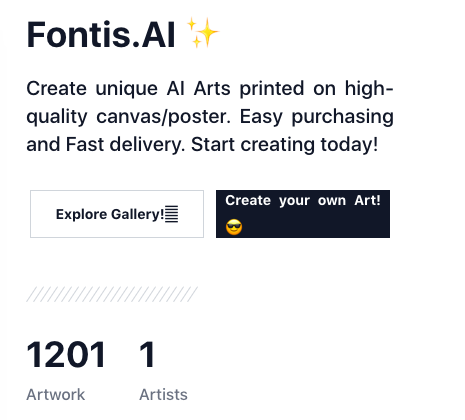 Fontis.AI ✨
Create unique AI Arts printed on high-
quality canvas/poster. Easy purchasing
and Fast delivery. Start creating today!
Explore Gallery!
Create your own Art!
😎
1201 1
Artwork Artists